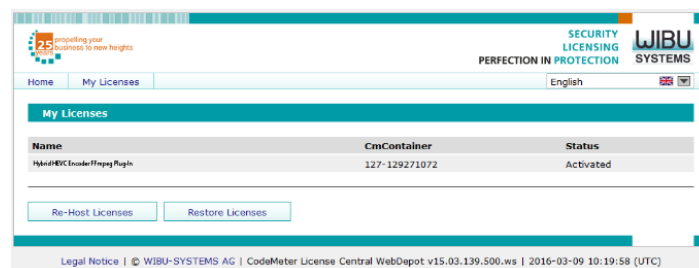 25 years
propelling your
business to new heights
SECURITY
LICENSING
PERFECTION IN PROTECTION
WIBU
SYSTEMS
Home My Licenses English
My Licenses
Name CmContainer Status
Hybrid HEVC Encoder FFmpeg Plug-In 127-129271072 Activated
Re-Host Licenses Restore Licenses
Legal Notice | © WIBU-SYSTEMS AG | CodeMeter License Central WebDepot v15.03.139.500.ws | 2016-03-09 10:19:58 (UTC)